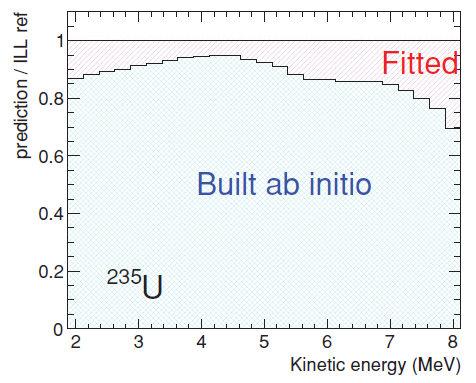 prediction / ILL ref
1
0.8
0.6
0.4
0.2
0
Fitted
Built ab initio
235U
2 3 4 5 6 7 8
Kinetic energy (MeV)